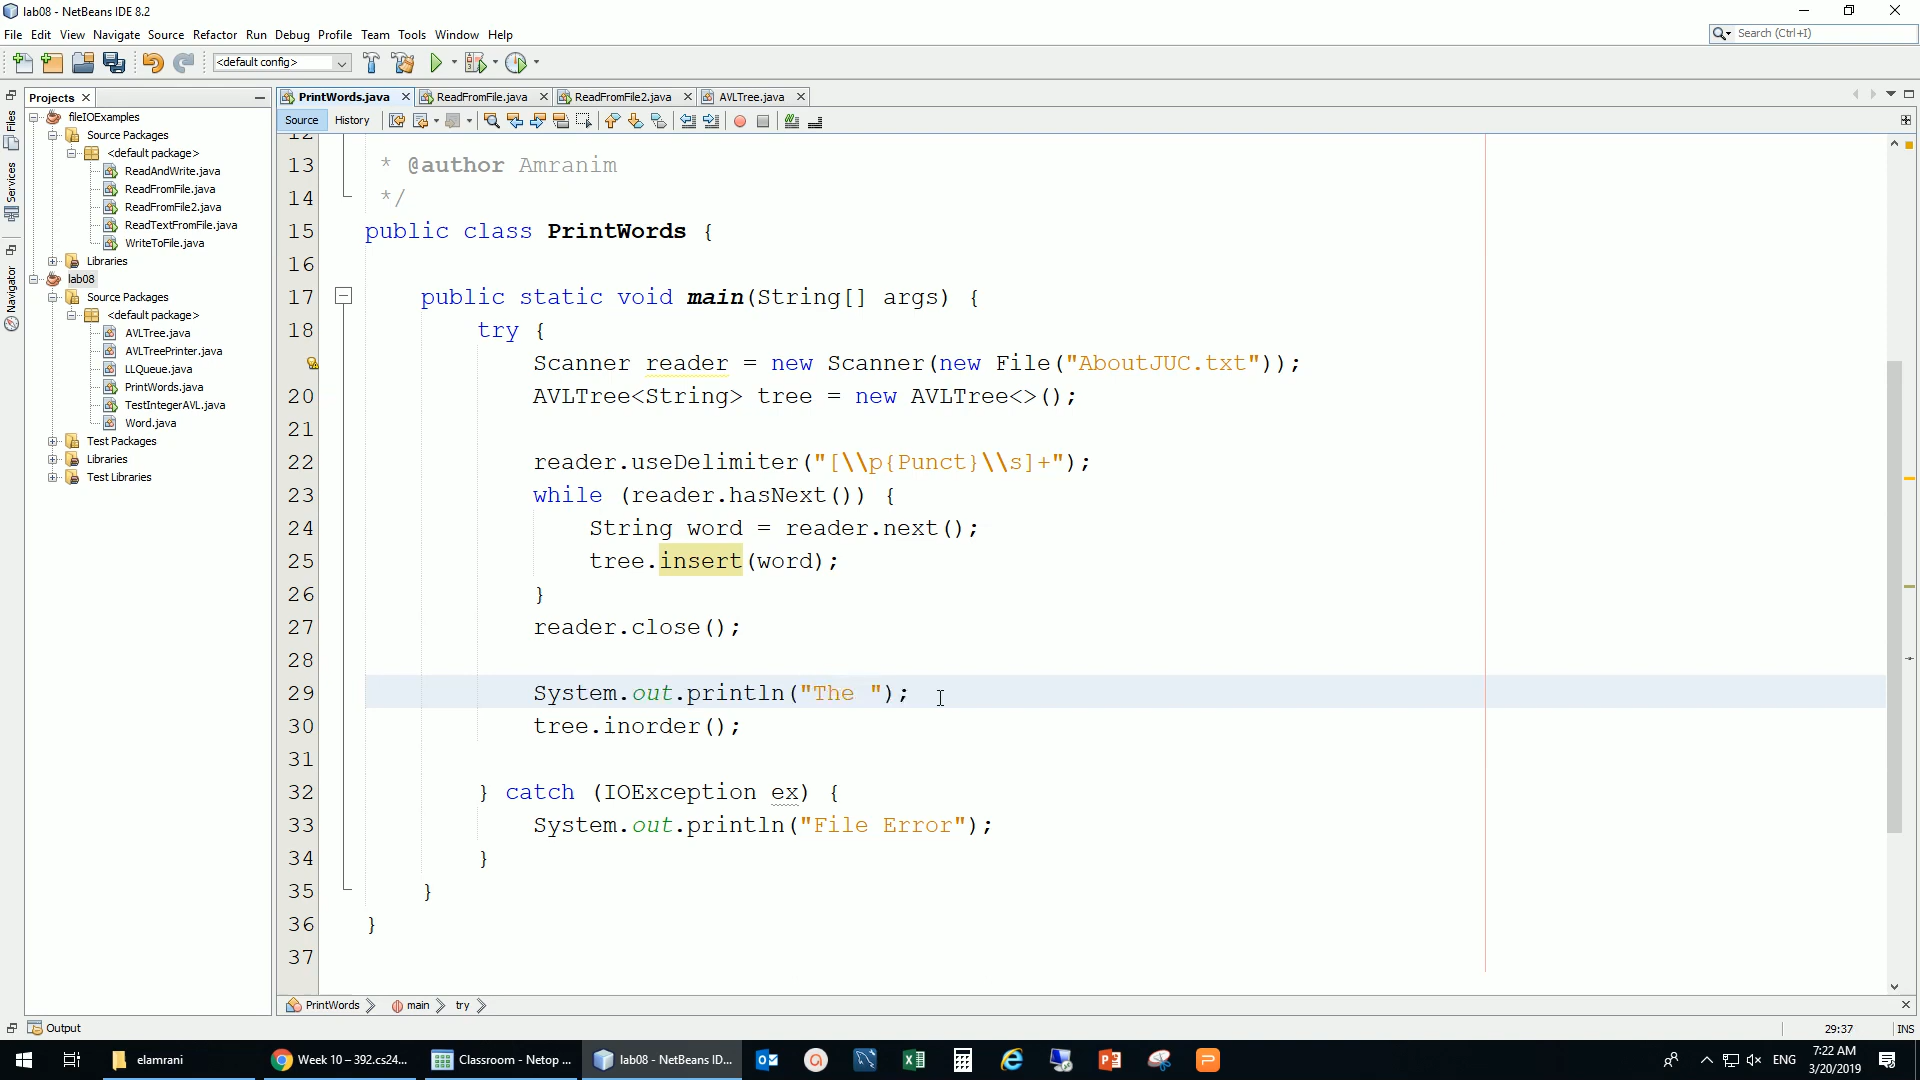 lab08 - NetBeans IDE 8.2
File Edit View Navigate Source Refactor Run Debug Profile Team Tools Window Help
Search (Ctrl+I)
<default config>
Projects
PrintWords.java ReadFromFile.java ReadFromFile2.java AVLTree.java
Source History
Files
Services
Navigator
fileIOExamples
Source Packages
<default package>
ReadAndWrite.java
ReadFromFile.java
ReadFromFile2.java
ReadTextFromFile.java
WriteToFile.java
Libraries
lab08
Source Packages
<default package>
AVLTree.java
AVLTreePrinter.java
LLQueue.java
PrintWords.java
TestIntegerAVL.java
Word.java
Test Packages
Libraries
Test Libraries
12
13 * @author Amranim
14 */
15 public class PrintWords {
16
17 public static void main(String[] args) {
18 try {
Scanner reader = new Scanner(new File("AboutJUC.txt"));
20 AVLTree<String> tree = new AVLTree<>();
21
22 reader.useDelimiter("[\\p{Punct}\\s]+");
23 while (reader.hasNext()) {
24 String word = reader.next();
25 tree.insert(word);
26 }
27 reader.close();
28
29 System.out.println("The ");
30 tree.inorder();
31
32 } catch (IOException ex) {
33 System.out.println("File Error");
34 }
35 }
36 }
37
PrintWords main try
Output
29:37 INS
elamrani
Week 10 – 392.cs24...
Classroom - Netop ...
lab08 - NetBeans ID...
ENG
7:22 AM
3/20/2019